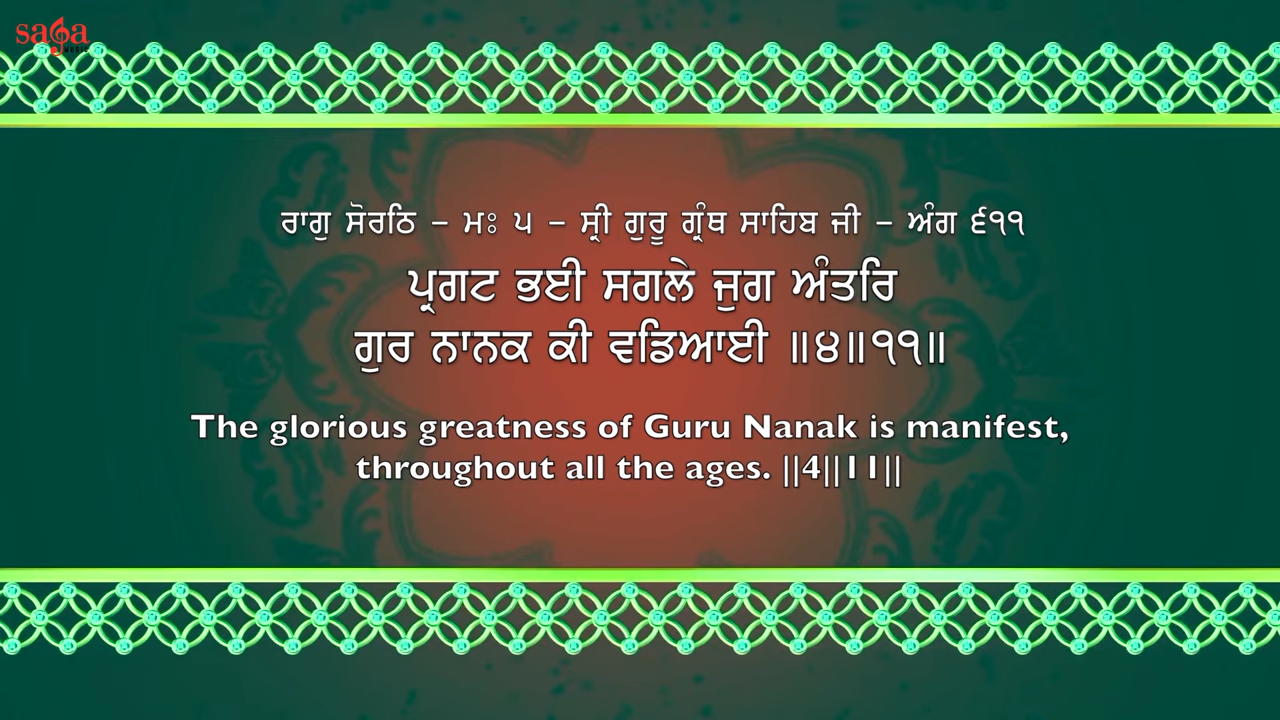 saga
MUSIC
ਰਾਗੁ ਸੋਰਠਿ – ਮਃ ੫ – ਸ੍ਰੀ ਗੁਰੂ ਗ੍ਰੰਥ ਸਾਹਿਬ ਜੀ – ਅੰਗ ੬੧੧
ਪ੍ਰਗਟ ਭਈ ਸਗਲੇ ਜੁਗ ਅੰਤਰਿ
ਗੁਰ ਨਾਨਕ ਕੀ ਵਡਿਆਈ ॥੪॥੧੧॥
The glorious greatness of Guru Nanak is manifest,
throughout all the ages. ||4||11||